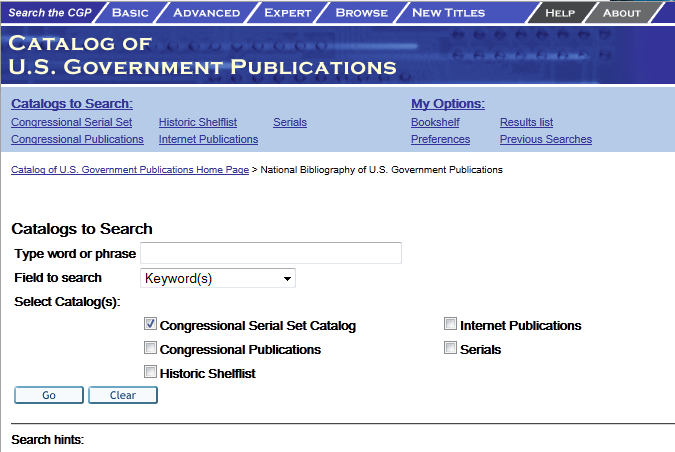 Search the CGP BASIC ADVANCED EXPERT BROWSE NEW TITLES HELP ABOUT
CATALOG OF
U.S. GOVERNMENT PUBLICATIONS
Catalogs to Search: My Options:
Congressional Serial Set Historic Shelflist Serials Bookshelf Results list
Congressional Publications Internet Publications Preferences Previous Searches
Catalog of U.S. Government Publications Home Page > National Bibliography of U.S. Government Publications
Catalogs to Search
Type word or phrase
Field to search Keyword(s)
Select Catalog(s):
Congressional Serial Set Catalog Internet Publications
Congressional Publications Serials
Historic Shelflist
Go Clear
Search hints: